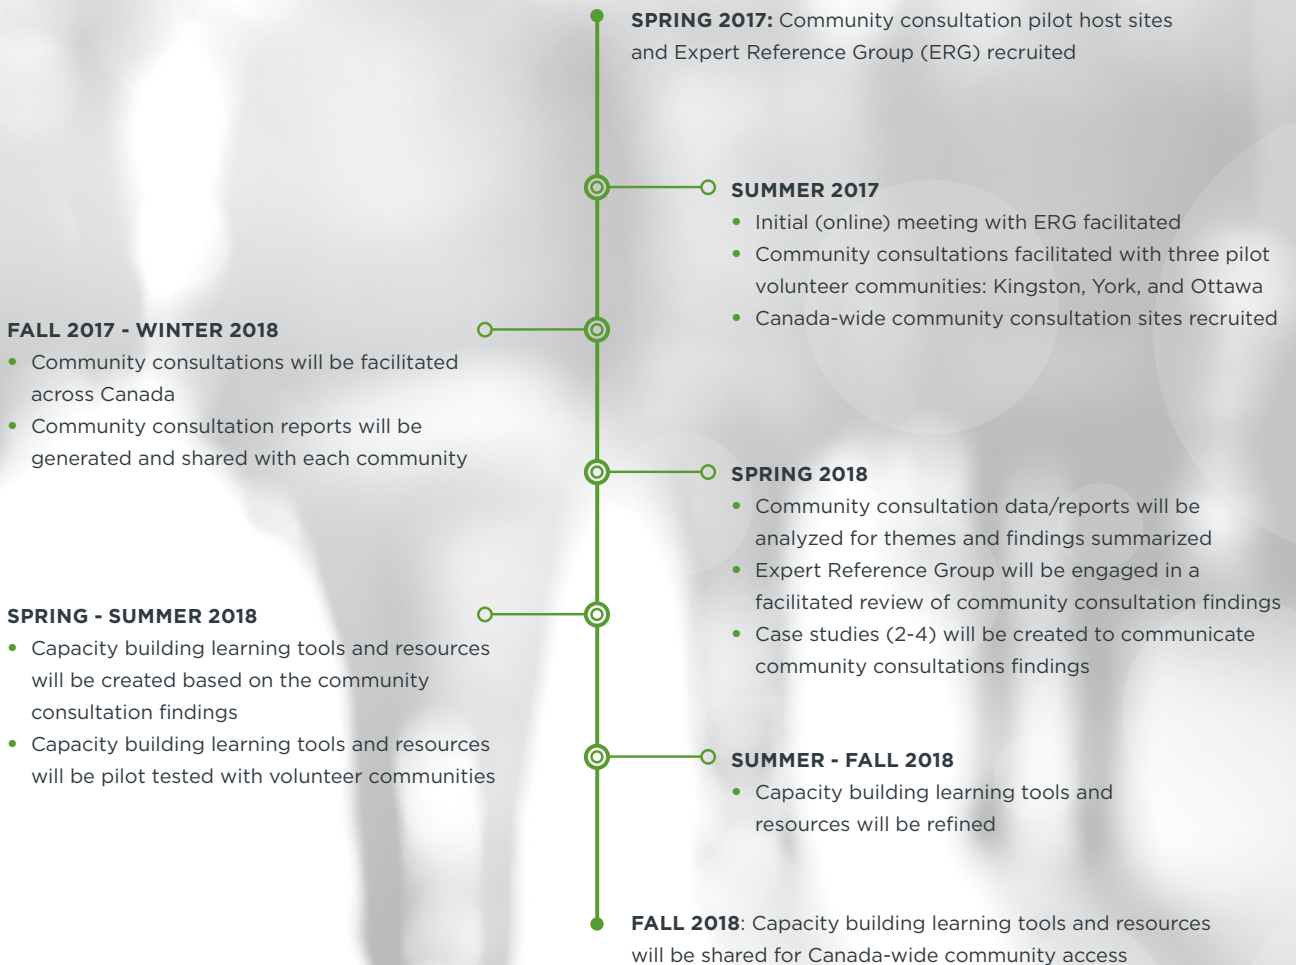 SPRING 2017: Community consultation pilot host sites
and Expert Reference Group (ERG) recruited
SUMMER 2017
• Initial (online) meeting with ERG facilitated
• Community consultations facilitated with three pilot
volunteer communities: Kingston, York, and Ottawa
• Canada-wide community consultation sites recruited
FALL 2017 - WINTER 2018
• Community consultations will be facilitated
across Canada
• Community consultation reports will be
generated and shared with each community
SPRING 2018
• Community consultation data/reports will be
analyzed for themes and findings summarized
• Expert Reference Group will be engaged in a
facilitated review of community consultation findings
• Case studies (2-4) will be created to communicate
community consultations findings
SPRING - SUMMER 2018
• Capacity building learning tools and resources
will be created based on the community
consultation findings
• Capacity building learning tools and resources
will be pilot tested with volunteer communities
SUMMER - FALL 2018
• Capacity building learning tools and
resources will be refined
FALL 2018: Capacity building learning tools and resources
will be shared for Canada-wide community access